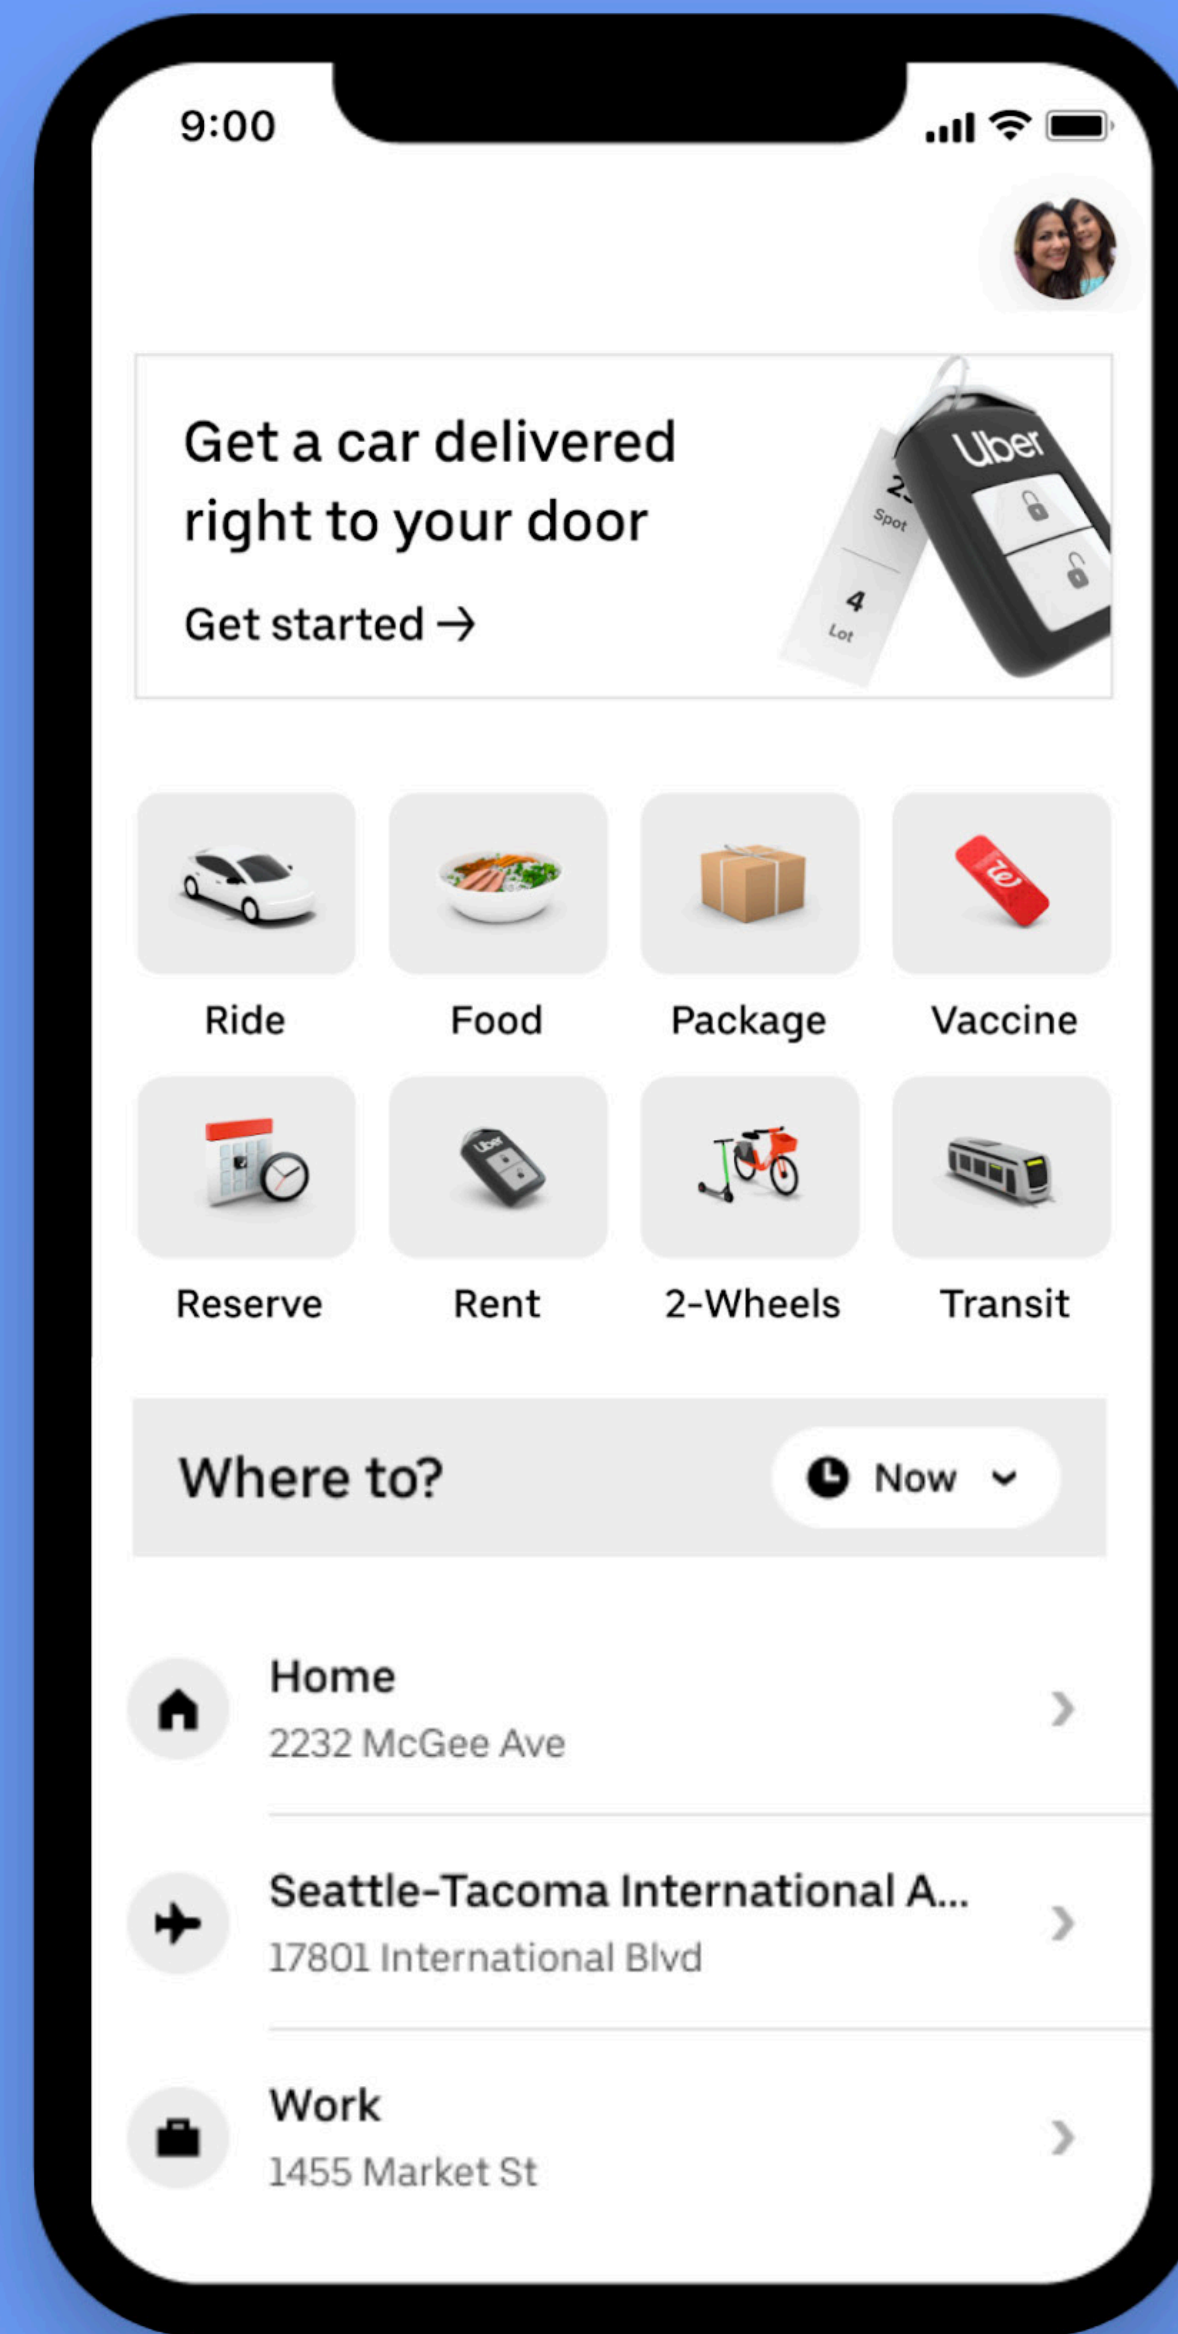 9:00
Get a car delivered
right to your door
Get started →
Uber
Spot
4
Lot
Ride
Food
Package
Vaccine
Uber
Reserve
Rent
2-Wheels
Transit
Where to?
Now
Home
2232 McGee Ave
Seattle-Tacoma International A...
17801 International Blvd
Work
1455 Market St